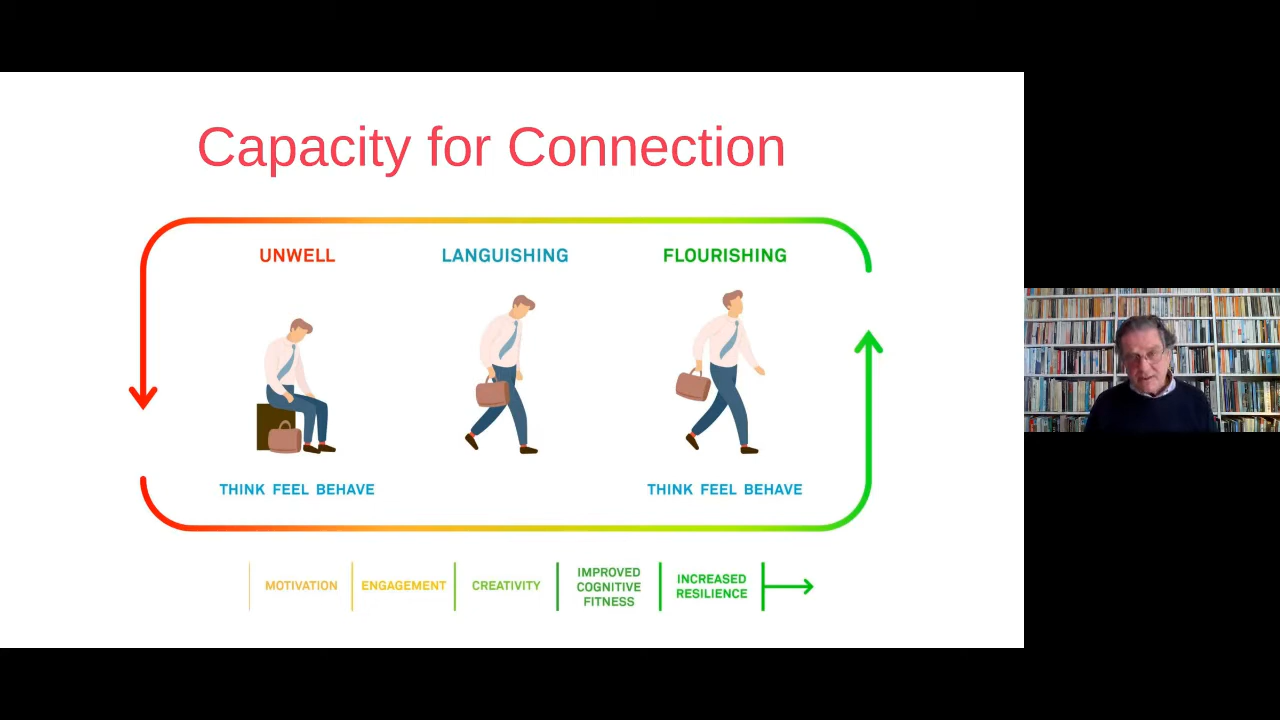 Capacity for Connection
UNWELL
LANGUISHING
FLOURISHING
THINK FEEL BEHAVE
THINK FEEL BEHAVE
MOTIVATION
ENGAGEMENT
CREATIVITY
IMPROVED
COGNITIVE
FITNESS
INCREASED
RESILIENCE